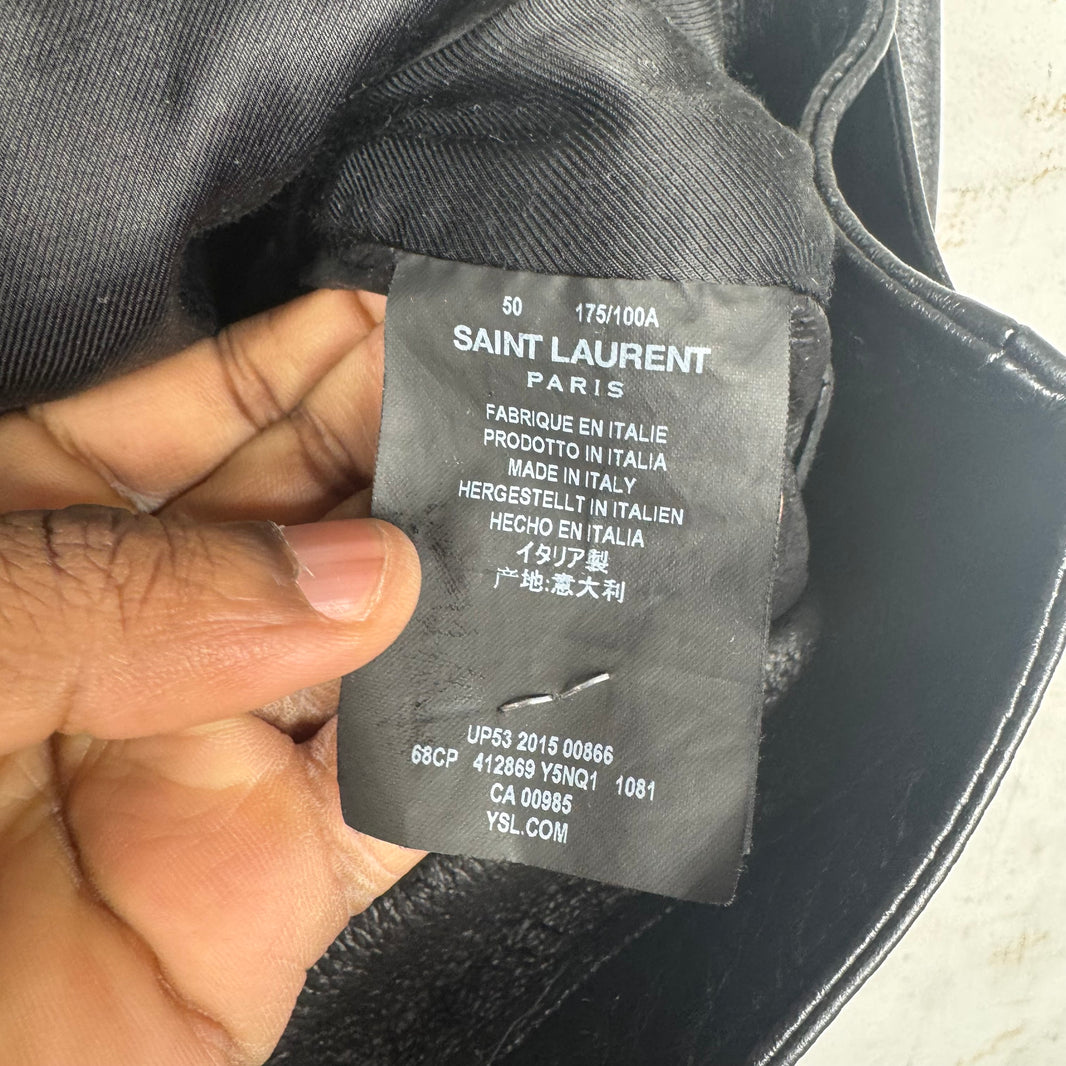 50 175/100A
SAINT LAURENT
PARIS
FABRIQUE EN ITALIE
PRODOTTO IN ITALIA
MADE IN ITALY
HERGESTELLT IN ITALIEN
HECHO EN ITALIA
イタリア製
产地:意大利
UP53 2015 00866
68CP 412869 Y5NQ1 1081
CA 00985
YSL.COM